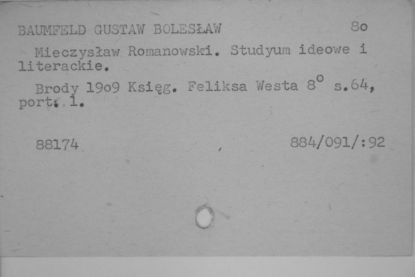 BAUMFELD GUSTAW BOLESŁAW 80
Mieczysław Romanowski. Studyum ideowe i
literackie.
Brody 1909 Księg. Feliksa Westa 8° s.64,
portr. 1.
88174 884/091/:92